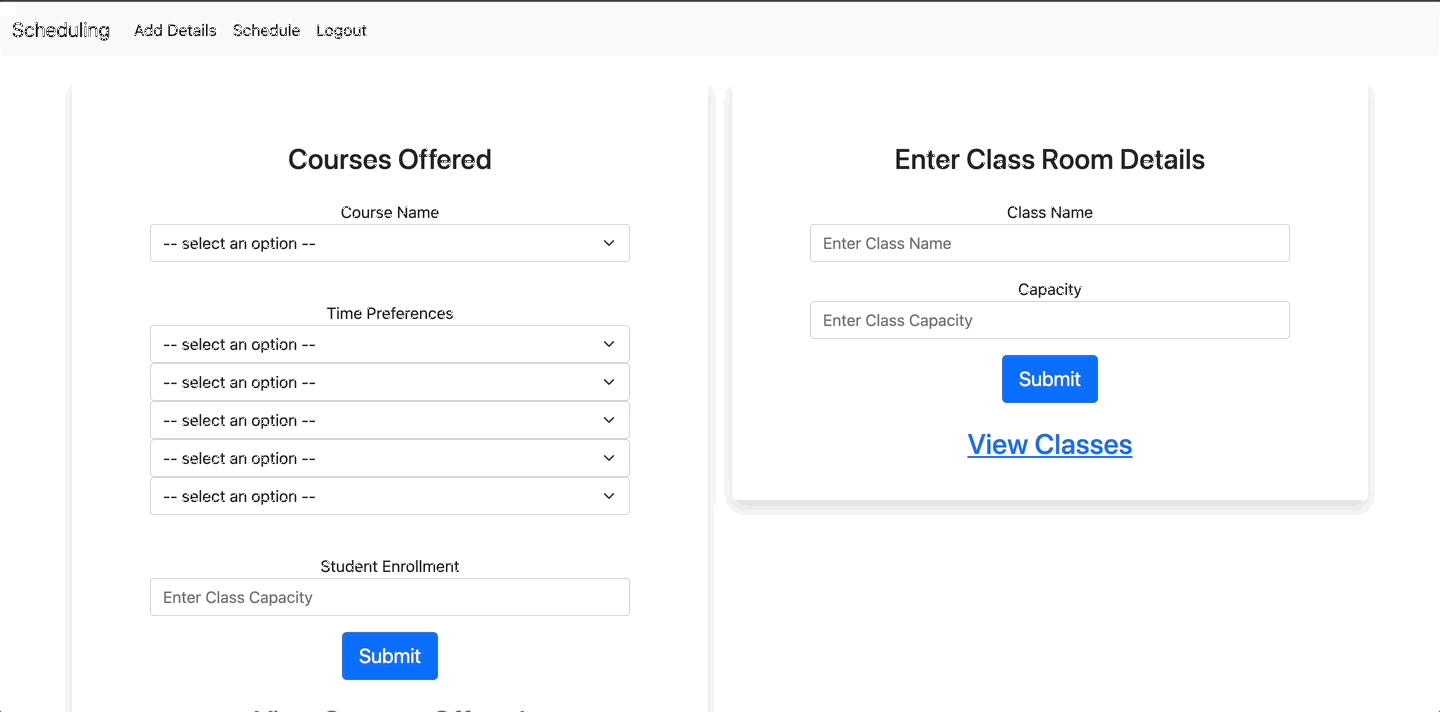 Scheduling Add Details Schedule Logout
Courses Offered
Course Name
-- select an option --
Time Preferences
-- select an option --
-- select an option --
-- select an option --
-- select an option --
-- select an option --
Student Enrollment
Enter Class Capacity
Submit
Enter Class Room Details
Class Name
Enter Class Name
Capacity
Enter Class Capacity
Submit
View Classes